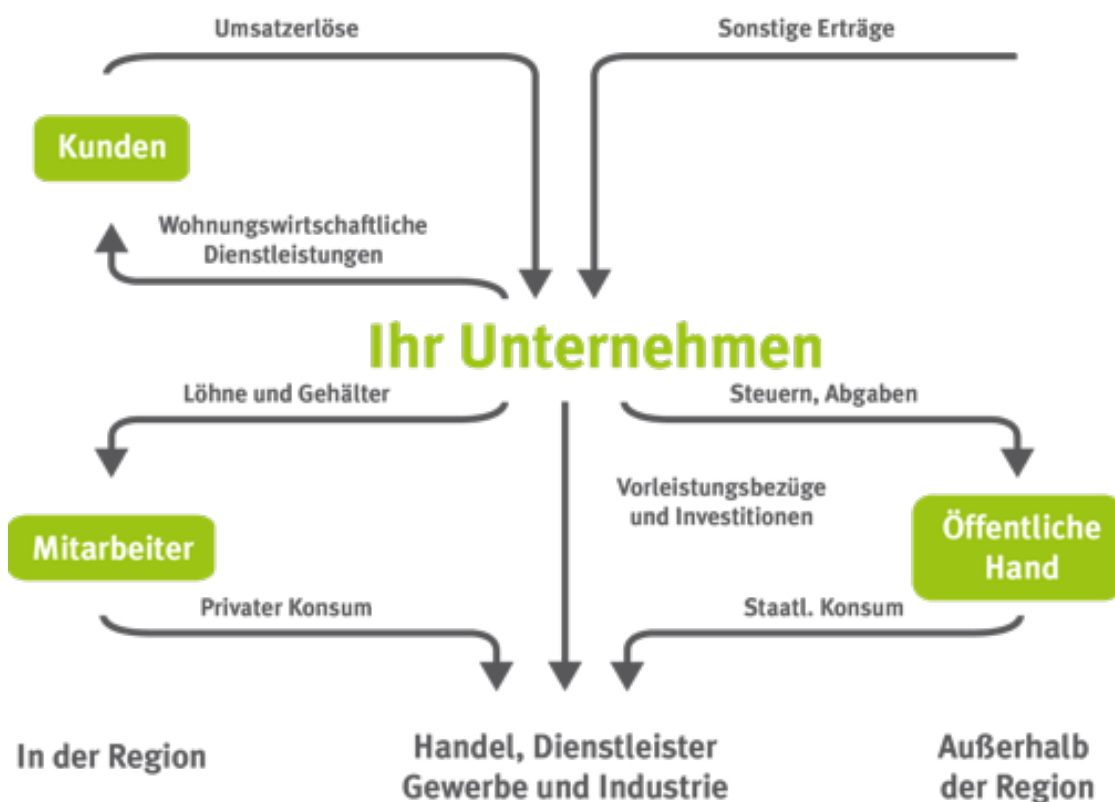 Umsatzerlöse
Sonstige Erträge
Kunden
Wohnungswirtschaftliche
Dienstleistungen
Ihr Unternehmen
Löhne und Gehälter
Steuern, Abgaben
Vorleistungsbezüge
und Investitionen
Mitarbeiter
Öffentliche
Hand
Privater Konsum
Staatl. Konsum
In der Region
Handel, Dienstleister
Gewerbe und Industrie
Außerhalb
der Region